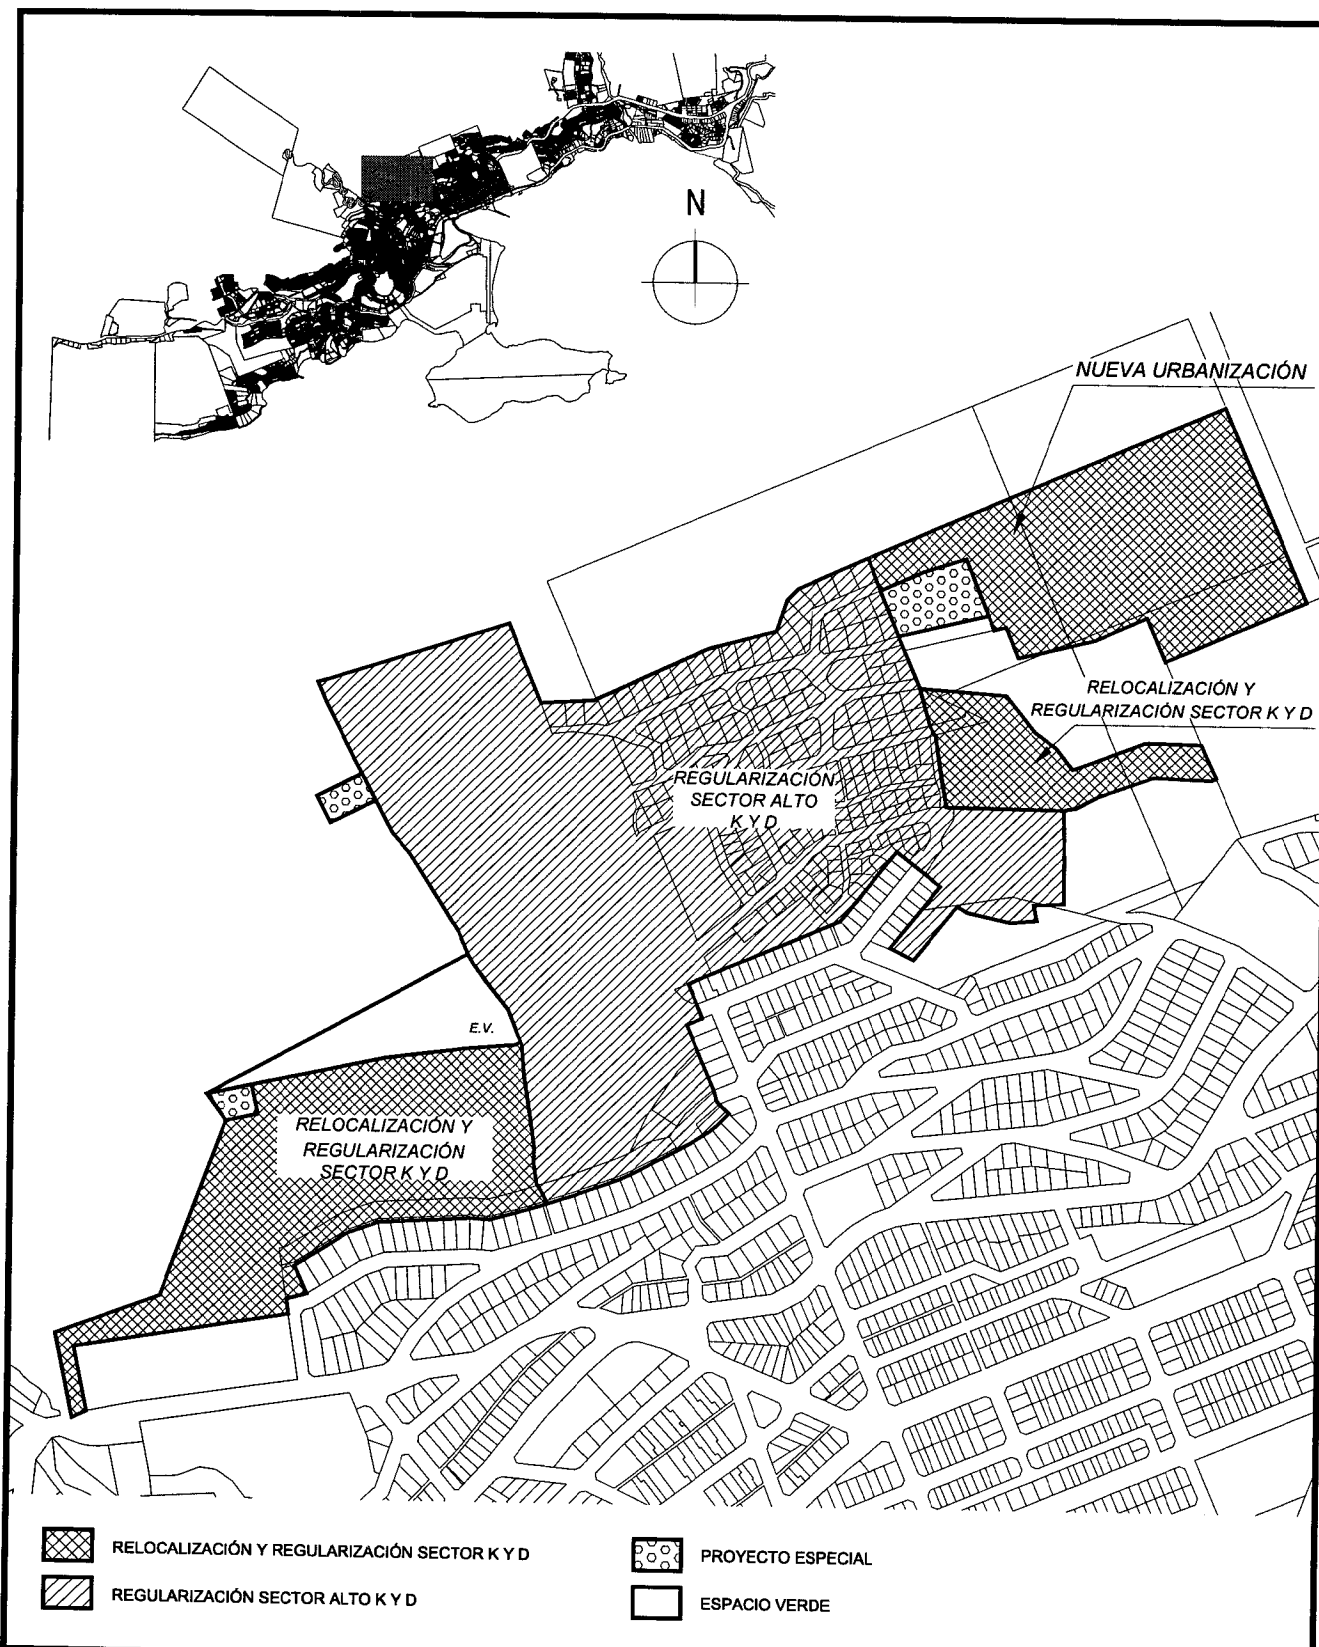 N
NUEVA URBANIZACIÓN
RELOCALIZACIÓN Y
REGULARIZACIÓN SECTOR K Y D
REGULARIZACIÓN
SECTOR ALTO
K Y D
E.V.
RELOCALIZACIÓN Y
REGULARIZACIÓN
SECTOR K Y D
RELOCALIZACIÓN Y REGULARIZACIÓN SECTOR K Y D
PROYECTO ESPECIAL
REGULARIZACIÓN SECTOR ALTO K Y D
ESPACIO VERDE